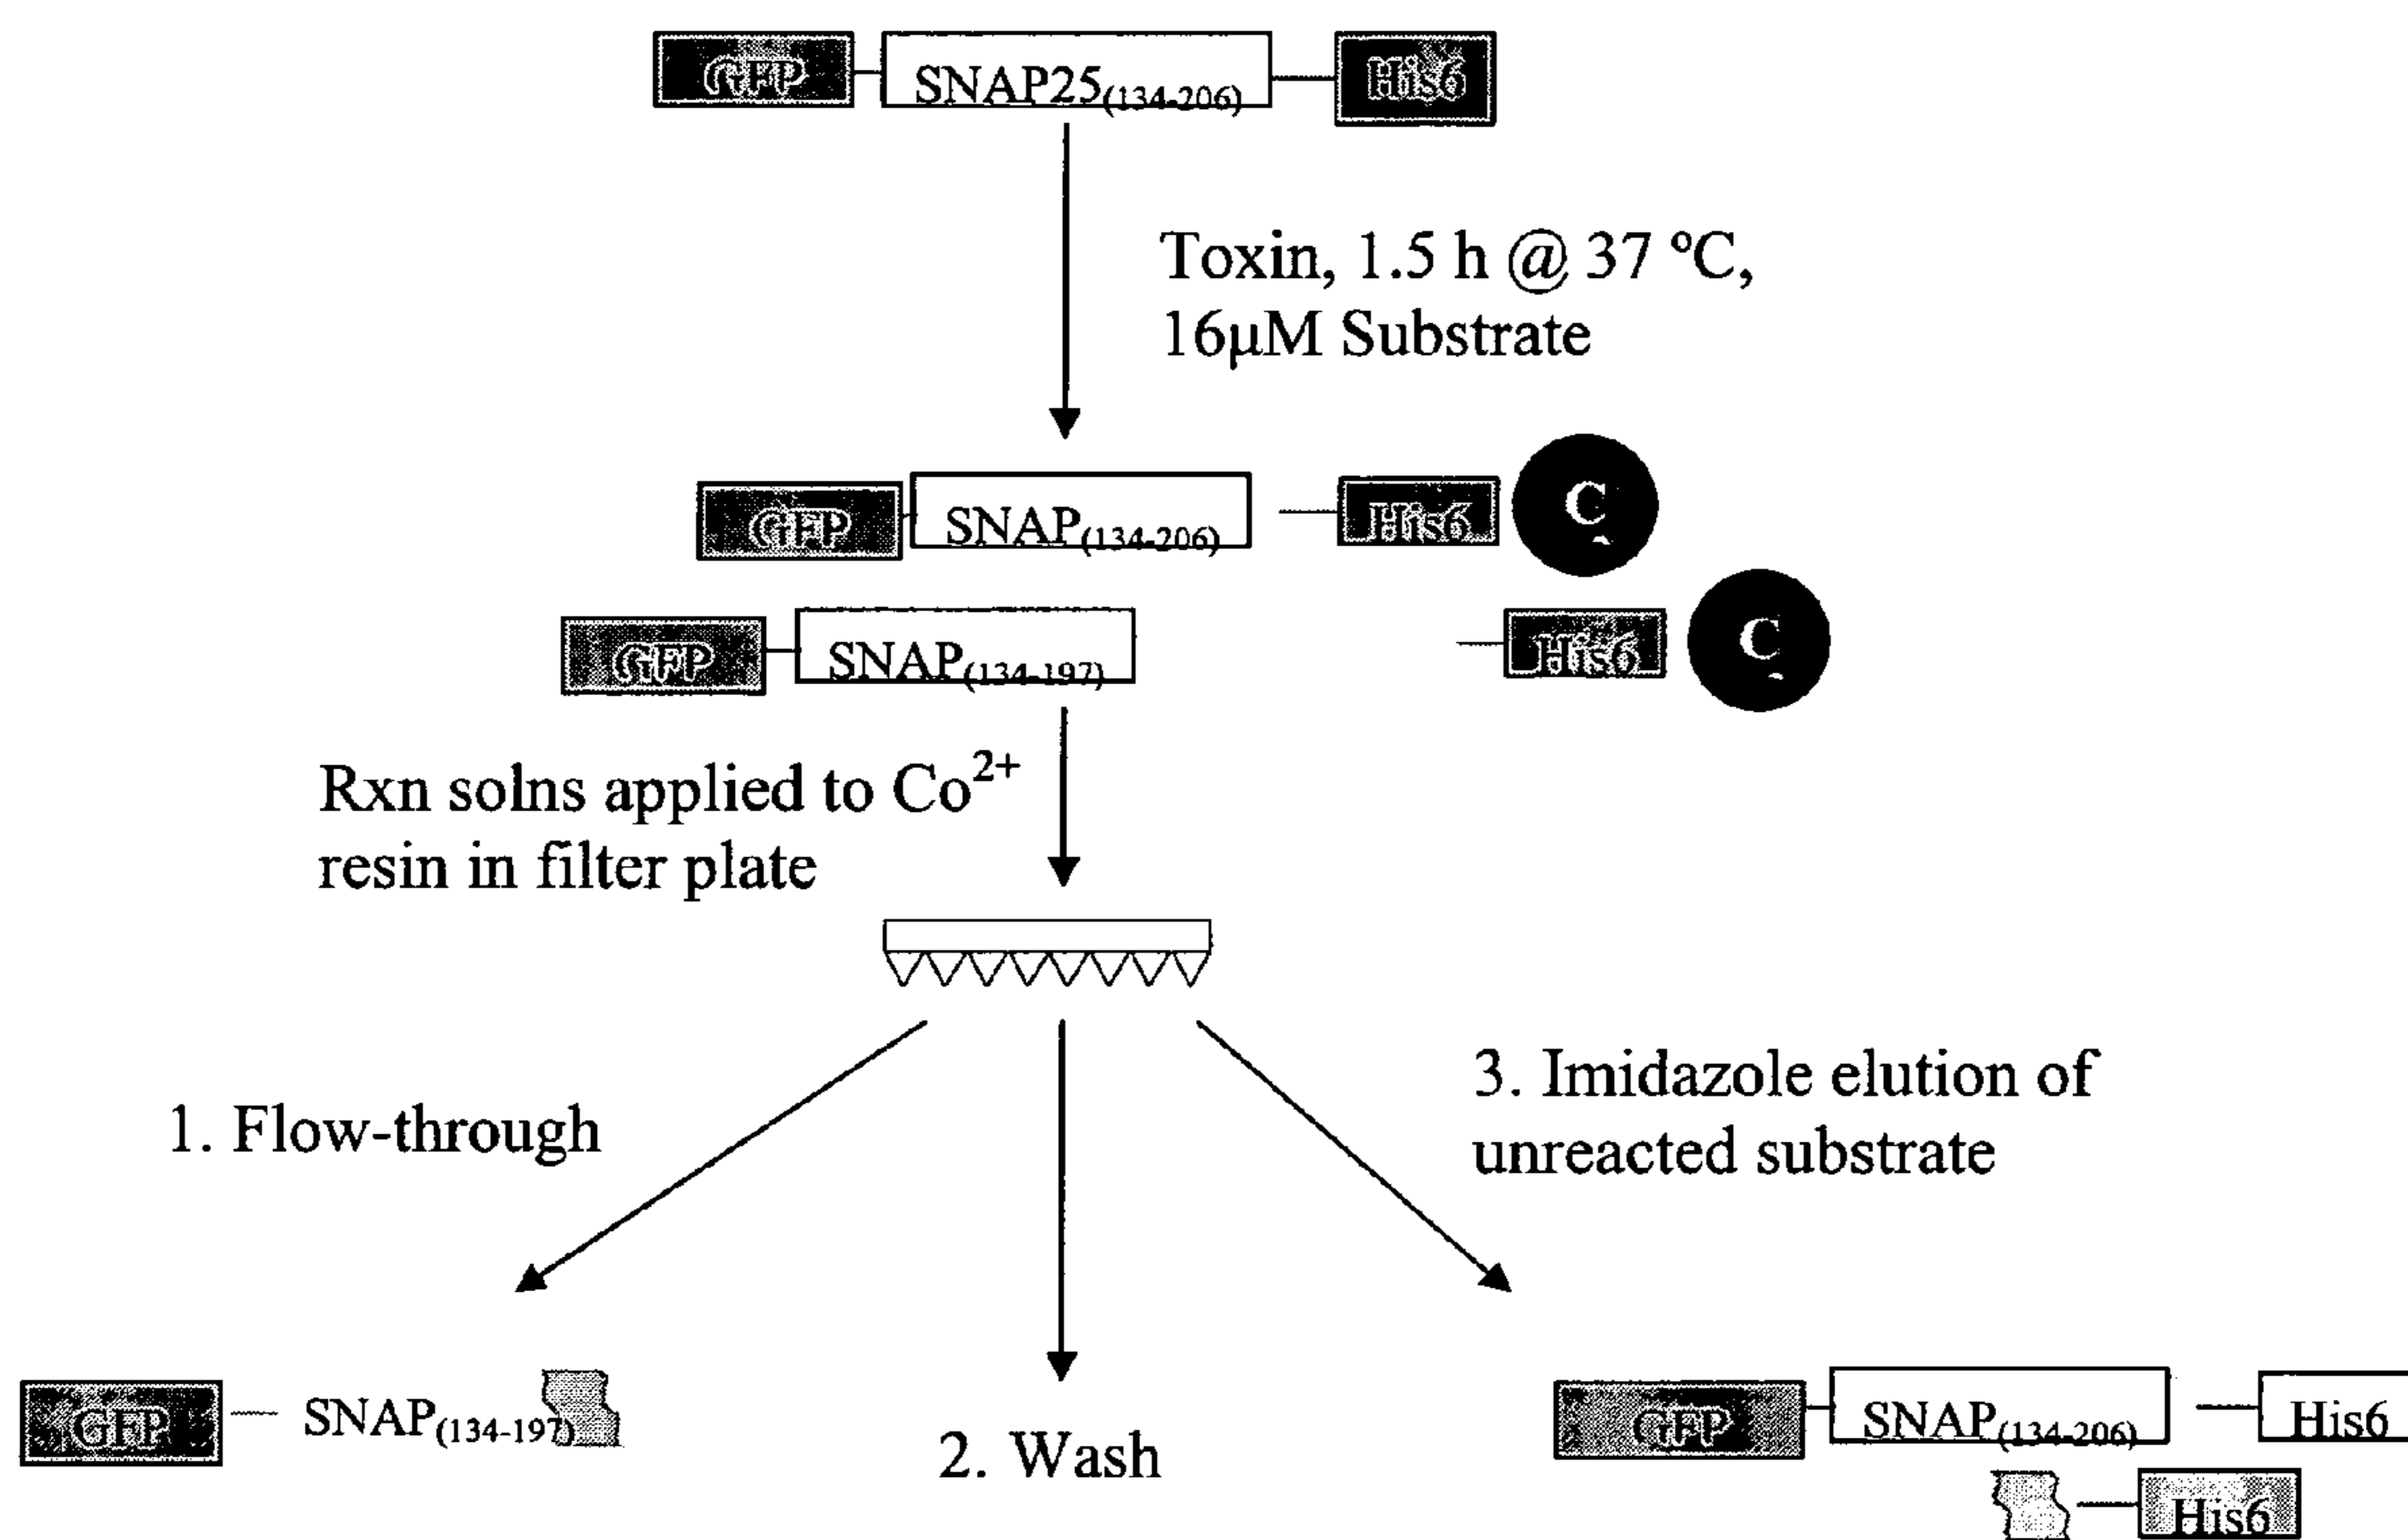 GFP SNAP25(134-206) His6
Toxin, 1.5 h @ 37 ºC,
16µM Substrate
GFP SNAP(134-206) His6 C
GFP SNAP(134-197) His6 C
Rxn solns applied to Co2+
resin in filter plate
1. Flow-through
3. Imidazole elution of
unreacted substrate
GFP SNAP(134-197)
2. Wash
GFP SNAP(134-206) His6
His6